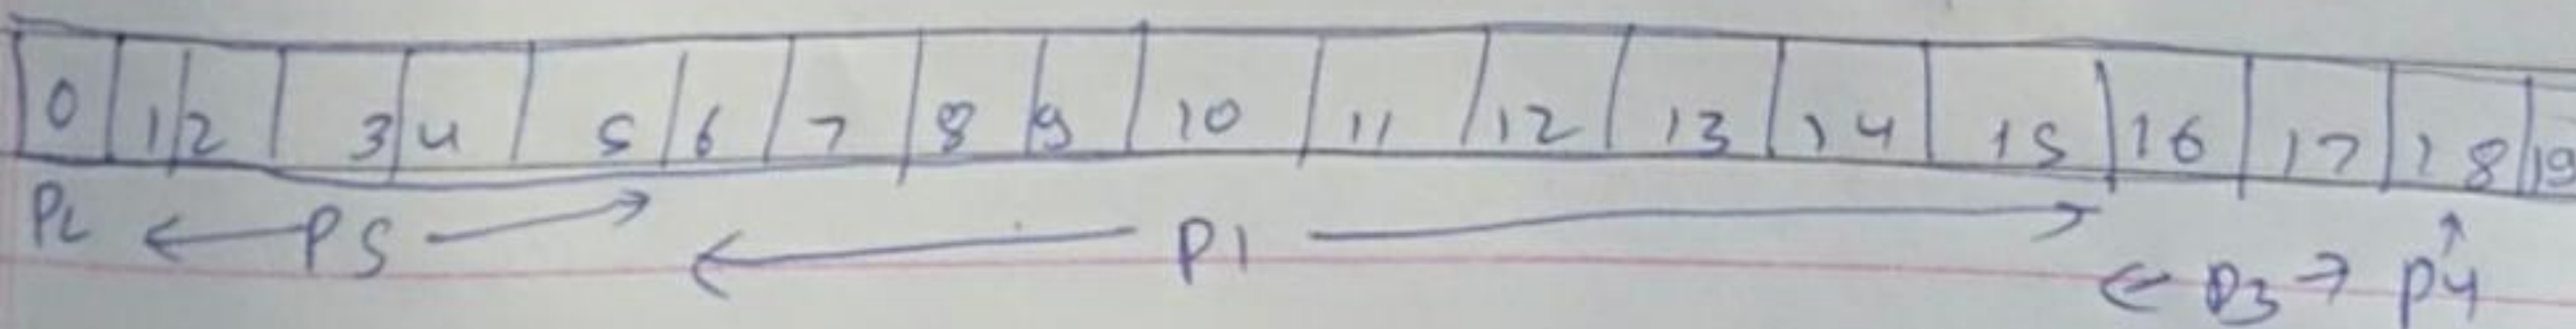 0 1 2 3 4 5 6 7 8 9 10 11 12 13 14 15 16 17 18 19
P2 ← P5 → ← P1 → ← P3 → P4 ↑